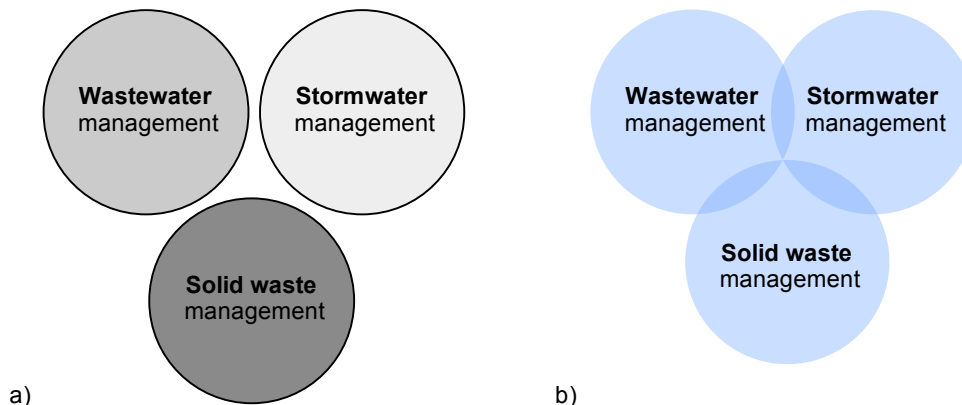 Wastewater
management
Stormwater
management
Solid waste
management
a)
Wastewater
management
Stormwater
management
Solid waste
management
b)